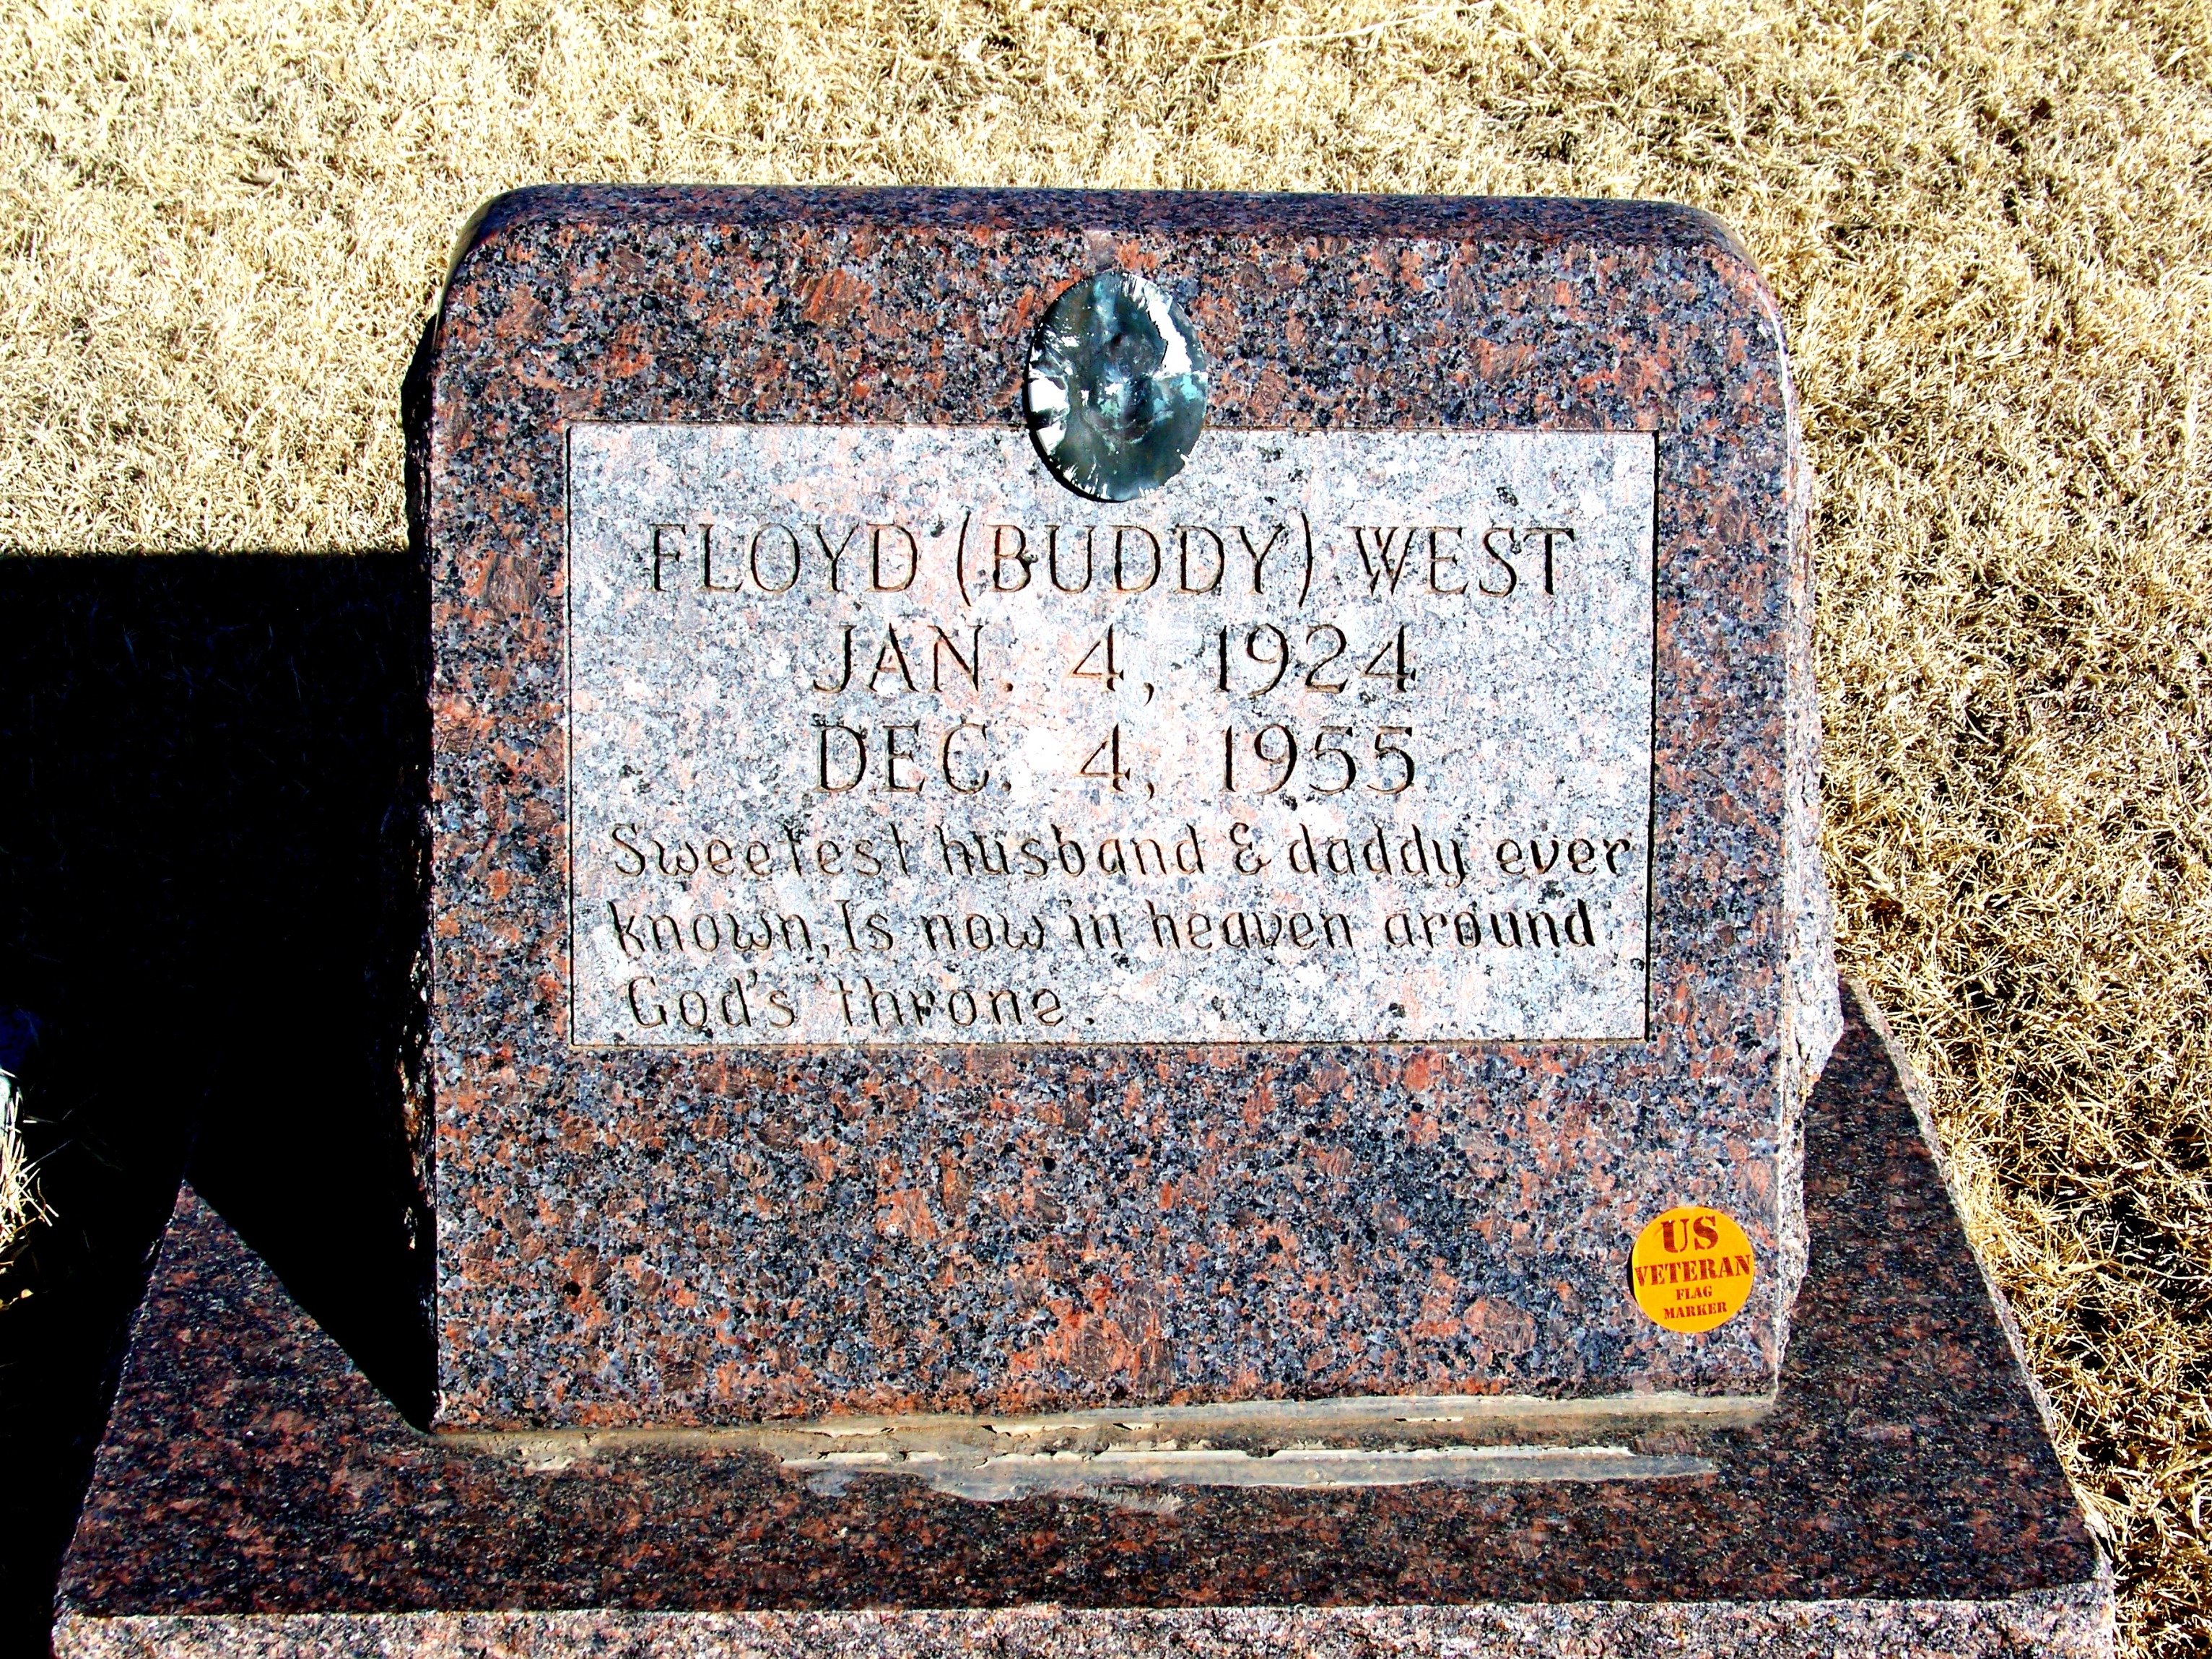 FLOYD (BUDDY) WEST
JAN. 4, 1924
DEC. 4, 1955
Sweetest husband & daddy ever
known, Is now in heaven around
God's throne.
US
VETERAN
FLAG
MARKER